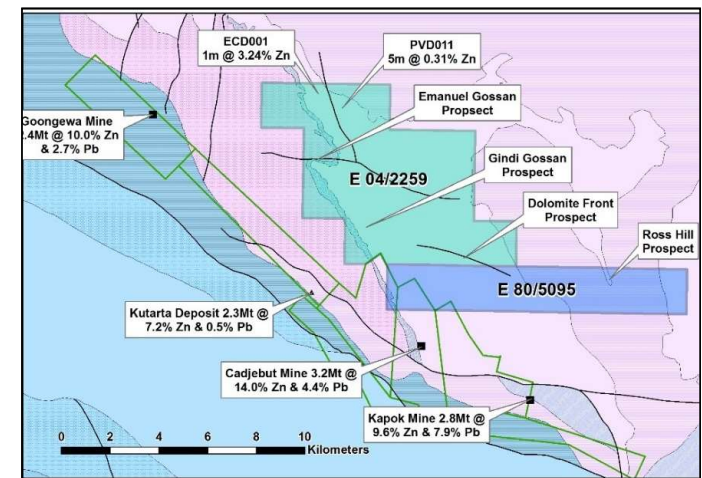 ECD001
1m @ 3.24% Zn
PVD011
5m @ 0.31% Zn
Emanuel Gossan
Propsect
Goongewa Mine
.4Mt @ 10.0% Zn
& 2.7% Pb
E 04/2259
Gindi Gossan
Prospect
Dolomite Front
Prospect
Ross Hill
Prospect
E 80/5095
Kutarta Deposit 2.3Mt @
7.2% Zn & 0.5% Pb
Cadjebut Mine 3.2Mt @
14.0% Zn & 4.4% Pb
Kapok Mine 2.8Mt @
9.6% Zn & 7.9% Pb
0 2 4 6 8 10
Kilometers